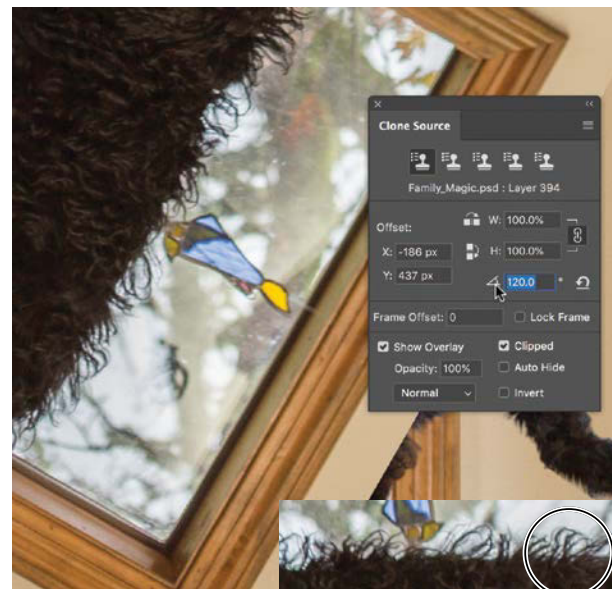 Clone Source
Family_Magic.psd : Layer 394
Offset:
W: 100.0%
X: -186 px
H: 100.0%
Y: 437 px
120.0 °
Frame Offset: 0
Lock Frame
Show Overlay
Clipped
Opacity: 100%
Auto Hide
Normal
Invert